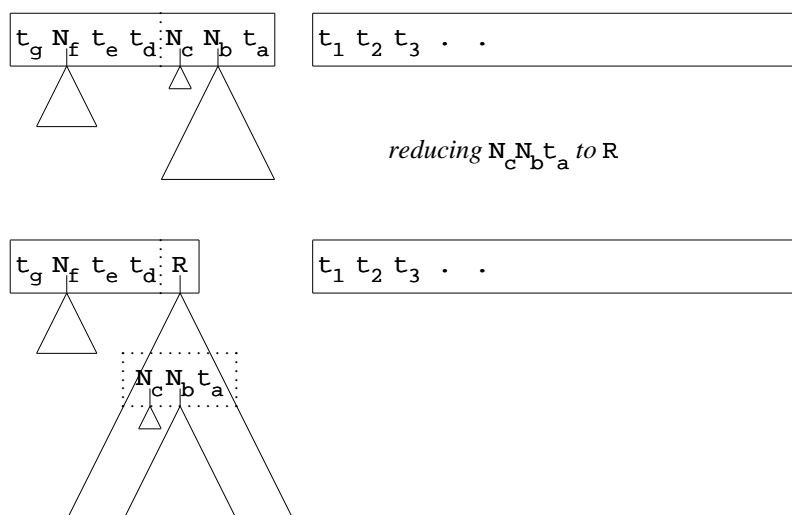 t_g N_f t_e t_d N_c N_b t_a t_1 t_2 t_3 . .
reducing N_c N_b t_a to R
t_g N_f t_e t_d R t_1 t_2 t_3 . .
N_c N_b t_a